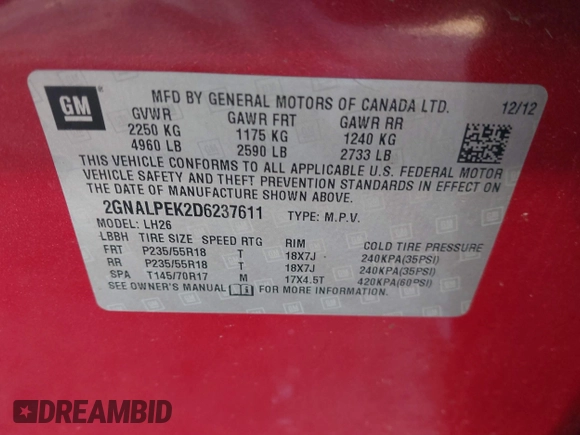 GM
MFD BY GENERAL MOTORS OF CANADA LTD. 12/12
GVWR GAWR FRT GAWR RR
2250 KG 1175 KG 1240 KG
4960 LB 2590 LB 2733 LB
THIS VEHICLE CONFORMS TO ALL APPLICABLE U.S. FEDERAL MOTOR
VEHICLE SAFETY AND THEFT PREVENTION STANDARDS IN EFFECT ON
THE DATE OF MANUFACTURE SHOWN ABOVE.
2GNALPEK2D6237611 TYPE: M.P.V.
MODEL: LH26
LBBH TIRE SIZE SPEED RTG RIM COLD TIRE PRESSURE
FRT P235/55R18 T 18X7J 240KPA(35PSI)
RR P235/55R18 T 18X7J 240KPA(35PSI)
SPA T145/70R17 M 17X4.5T 420KPA(60PSI)
SEE OWNER'S MANUAL FOR MORE INFORMATION.
DREAMBID